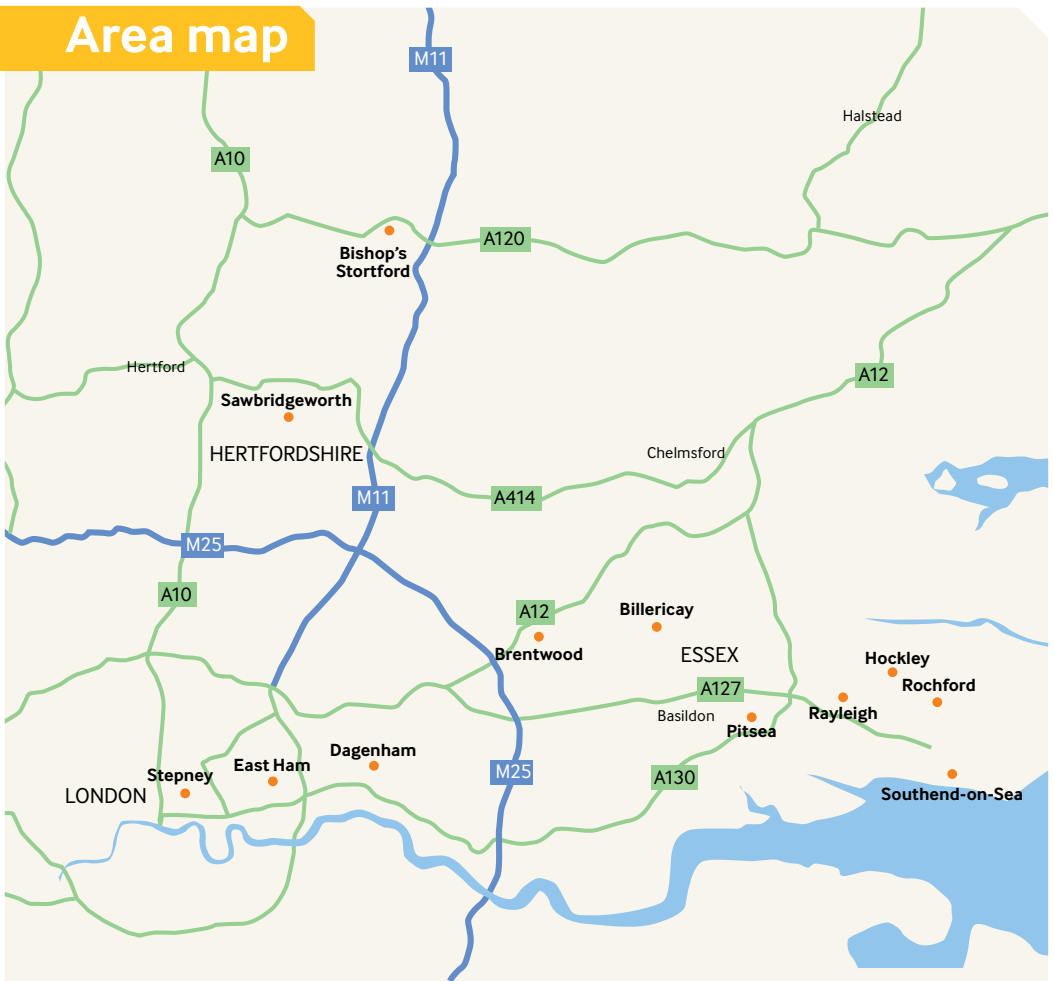 Area map
M11
Halstead
A10
A120
Bishop's
Stortford
Hertford
A12
Sawbridgeworth
HERTFORDSHIRE
Chelmsford
M11
A414
M25
A10
A12
Billericay
Brentwood
ESSEX
Hockley
A127
Rochford
Basildon
Rayleigh
Pitsea
Dagenham
East Ham
Stepney
M25
A130
LONDON
Southend-on-Sea